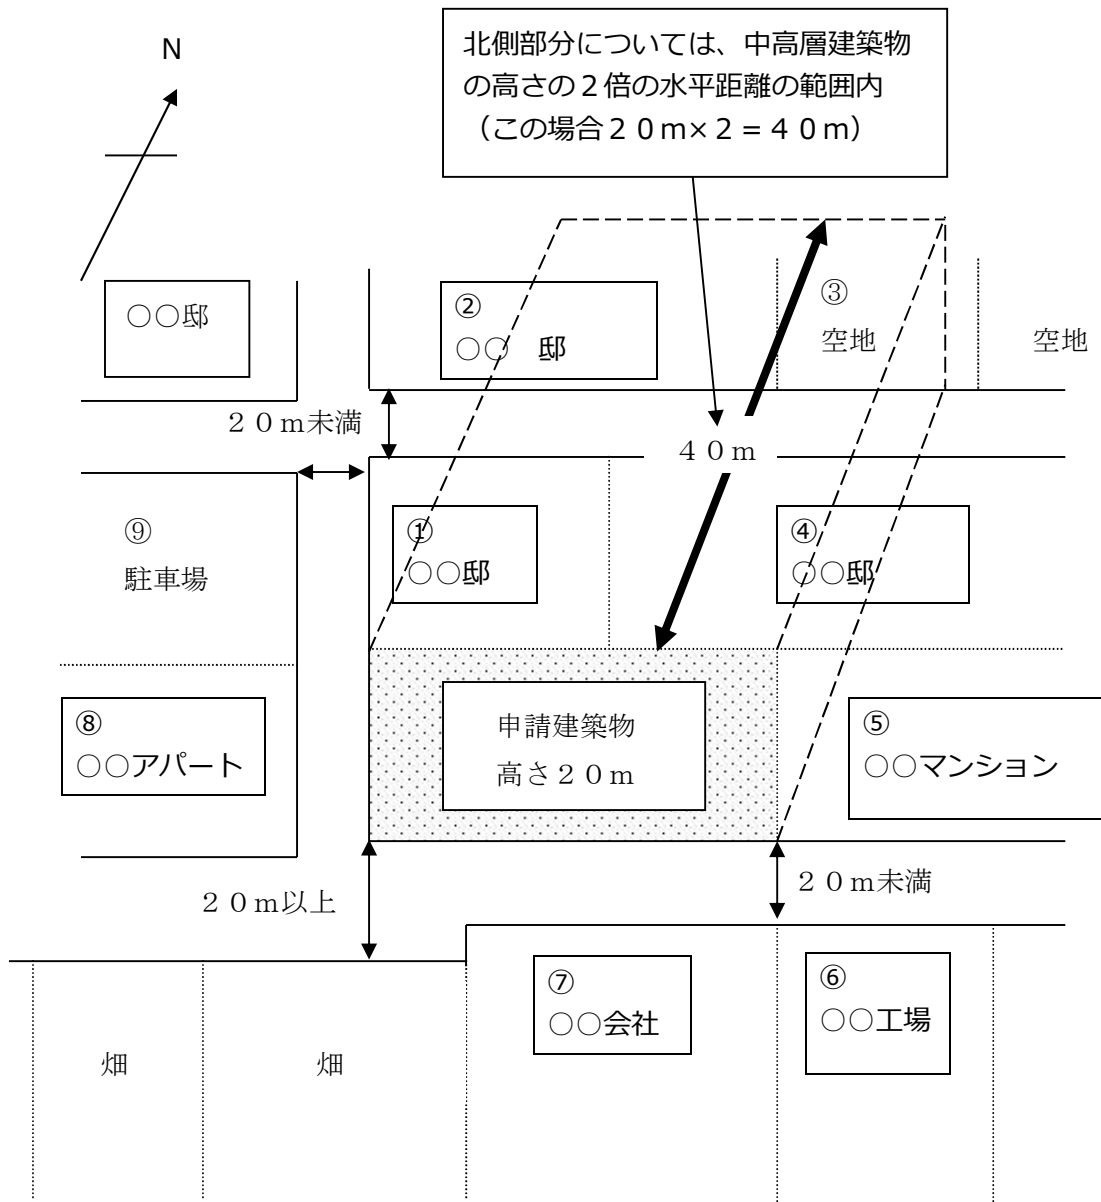 N
北側部分については、中高層建築物
の高さの２倍の水平距離の範囲内
（この場合２０ｍ×２＝４０ｍ）
○○邸
②
○○　邸
③
空地
空地
２０ｍ未満
４０ｍ
⑨
駐車場
①
○○邸
④
○○邸
⑧
○○アパート
申請建築物
高さ２０ｍ
⑤
○○マンション
２０ｍ以上
２０ｍ未満
⑦
○○会社
⑥
○○工場
畑
畑